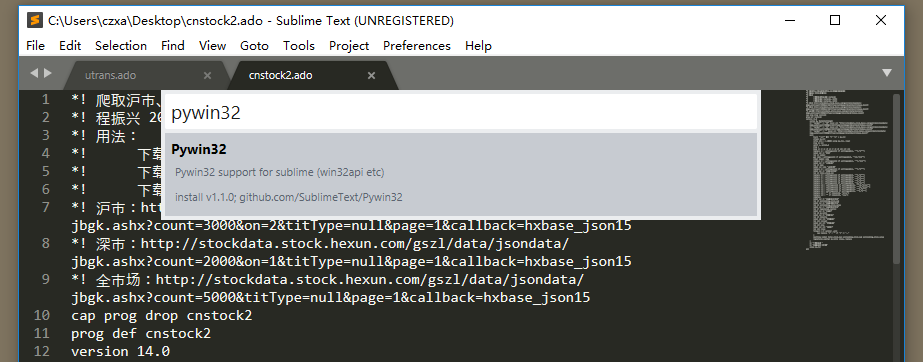 C:\Users\czxa\Desktop\cnstock2.ado - Sublime Text (UNREGISTERED)
File Edit Selection Find View Goto Tools Project Preferences Help
utrans.ado cnstock2.ado
pywin32
Pywin32
Pywin32 support for sublime (win32api etc)
install v1.1.0; github.com/SublimeText/Pywin32
1 *! 爬取沪市、
2 *! 程振兴 20
3 *! 用法：
4 *! 下载
5 *! 下载
6 *! 下载
7 *! 沪市：htt
jbgk.ashx?count=3000&on=2&titType=null&page=1&callback=hxbase_json15
8 *! 深市：http://stockdata.stock.hexun.com/gszl/data/jsondata/
jbgk.ashx?count=2000&on=1&titType=null&page=1&callback=hxbase_json15
9 *! 全市场：http://stockdata.stock.hexun.com/gszl/data/jsondata/
jbgk.ashx?count=5000&titType=null&page=1&callback=hxbase_json15
10 cap prog drop cnstock2
11 prog def cnstock2
12 version 14.0